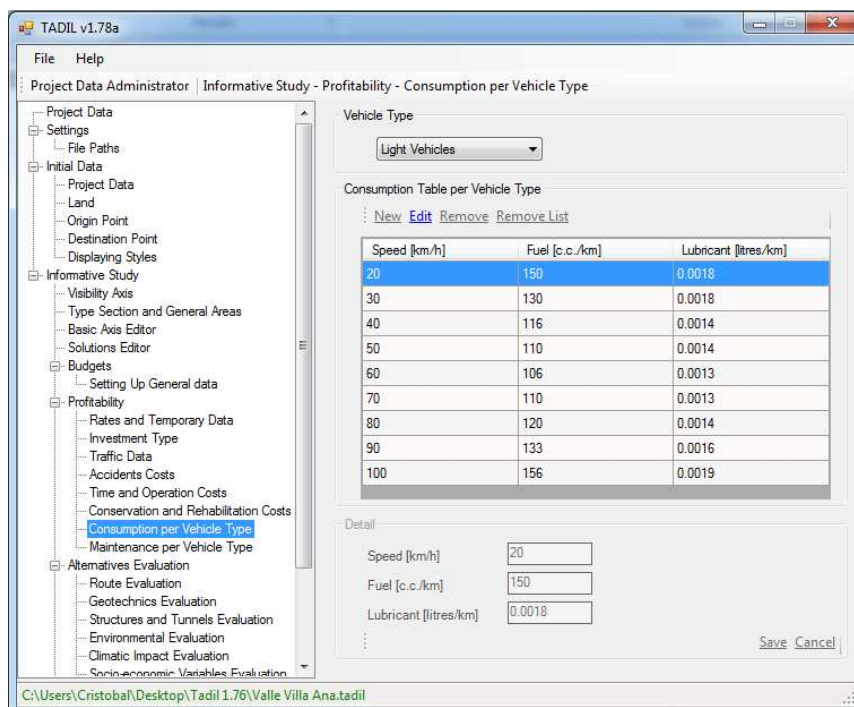 TADIL v1.78a
File Help
Project Data Administrator Informative Study - Profitability - Consumption per Vehicle Type
Project Data
Settings
File Paths
Initial Data
Project Data
Land
Origin Point
Destination Point
Displaying Styles
Informative Study
Visibility Axis
Type Section and General Areas
Basic Axis Editor
Solutions Editor
Budgets
Setting Up General data
Profitability
Rates and Temporary Data
Investment Type
Traffic Data
Accidents Costs
Time and Operation Costs
Conservation and Rehabilitation Costs
Consumption per Vehicle Type
Maintenance per Vehicle Type
Alternatives Evaluation
Route Evaluation
Geotechnics Evaluation
Structures and Tunnels Evaluation
Environmental Evaluation
Climatic Impact Evaluation
Socio-economic Variables Evaluation
Vehicle Type
Light Vehicles
Consumption Table per Vehicle Type
New Edit Remove Remove List
Speed [km/h] Fuel [c.c./km] Lubricant [litres/km]
20 150 0.0018
30 130 0.0018
40 116 0.0014
50 110 0.0014
60 106 0.0013
70 110 0.0013
80 120 0.0014
90 133 0.0016
100 156 0.0019
Detail
Speed [km/h] 20
Fuel [c.c./km] 150
Lubricant [litres/km] 0.0018
Save Cancel
C:\Users\Cristobal\Desktop\Tadil 1.76\Valle Villa Ana.tadil